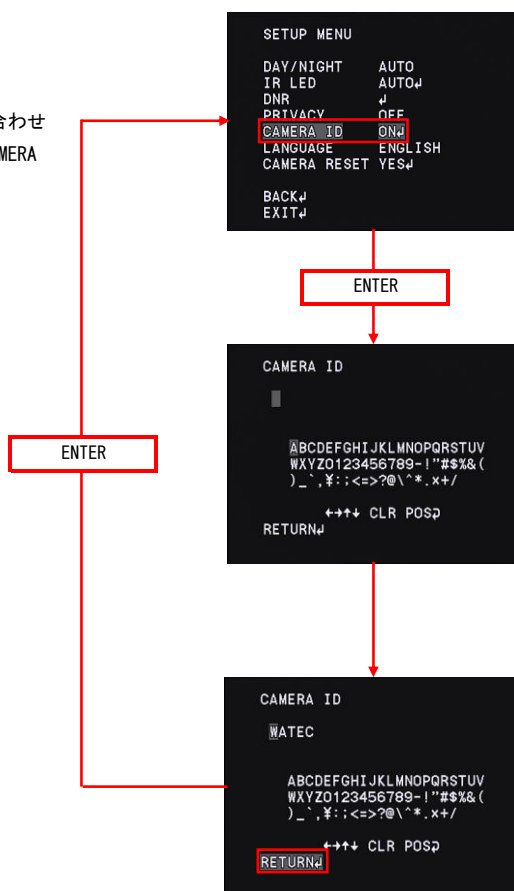 SETUP MENU
DAY/NIGHT AUTO
IR LED AUTO↲
DNR ↲
PRIVACY OFF
CAMERA ID ON↲
LANGUAGE ENGLISH
CAMERA RESET YES↲
BACK↲
EXIT↲
合わせ
MERA
ENTER
CAMERA ID
ABCDEFGHIJKLMNOPQRSTUV
WXYZ0123456789-!"#$%&(
)_`,¥:;<=>?@\^*.x+/
←→↑↓ CLR POS⊋
RETURN↲
ENTER
CAMERA ID
WATEC
ABCDEFGHIJKLMNOPQRSTUV
WXYZ0123456789-!"#$%&(
)_`,¥:;<=>?@\^*.x+/
←→↑↓ CLR POS⊋
RETURN↲